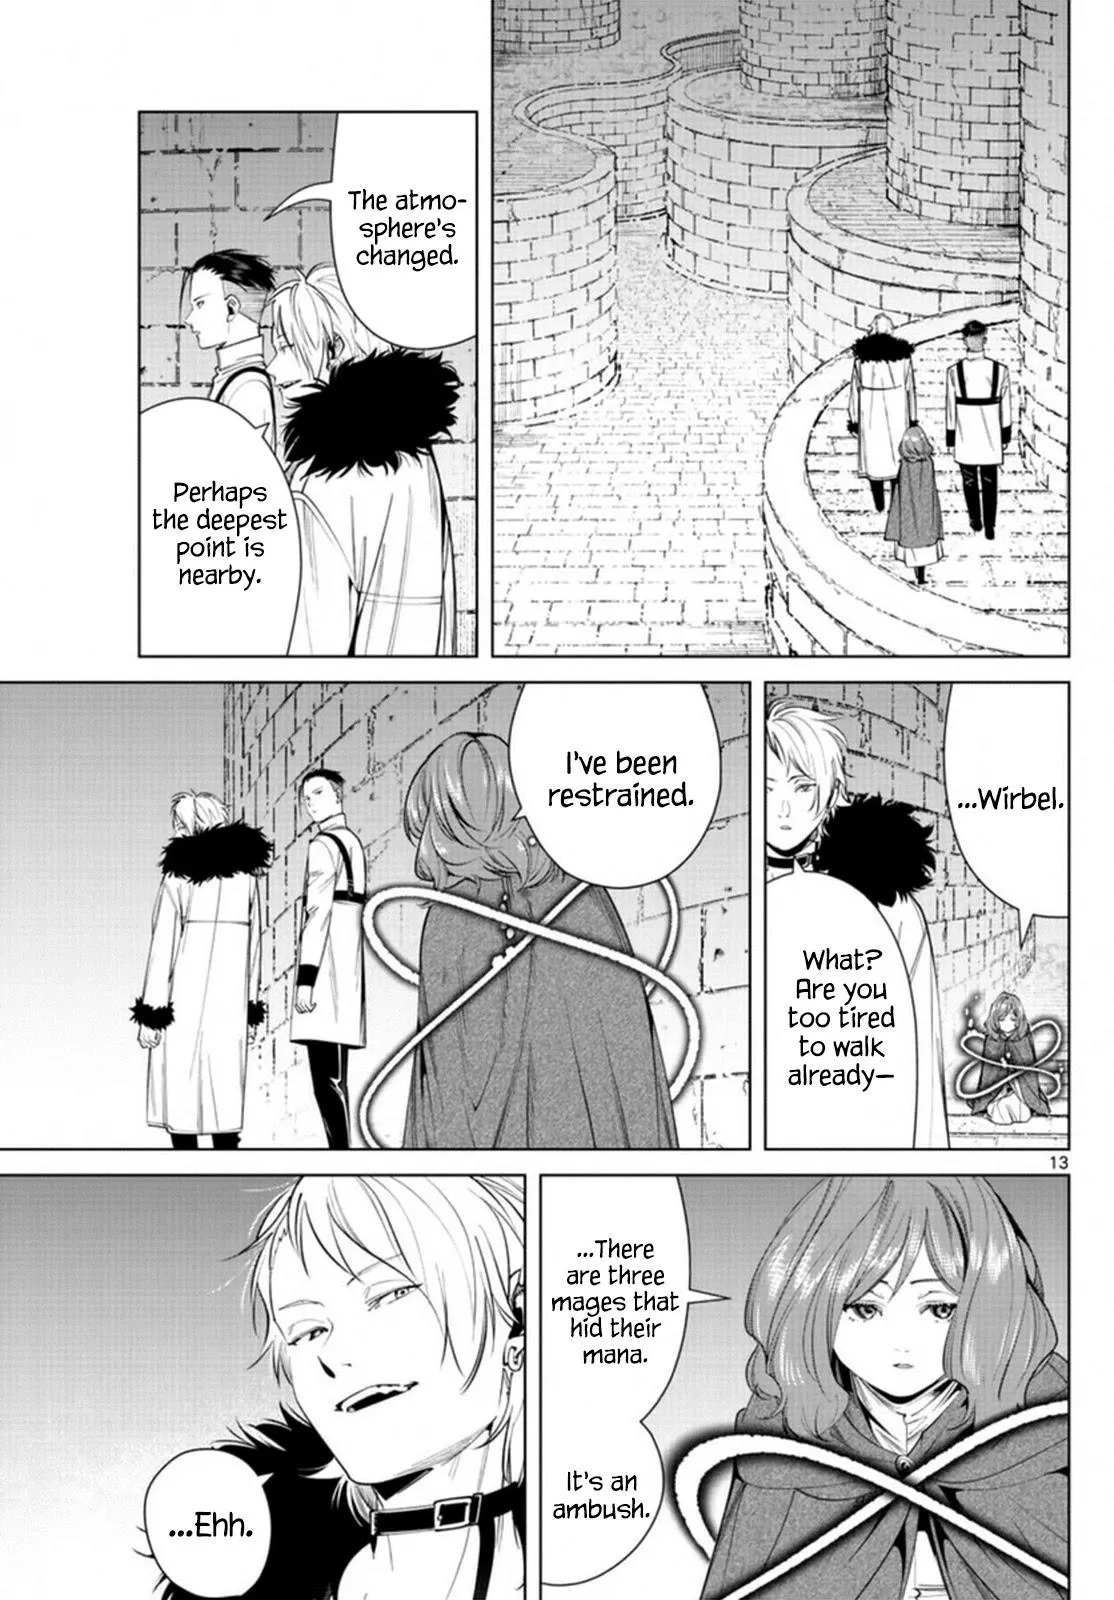 The atmo-
sphere's
changed.
Perhaps
the deepest
point is
nearby.
...Wirbel.
What?
Are you
too tired
to walk
already—
I've been
restrained.
13
...There
are three
mages that
hid their
mana.
It's an
ambush.
...Ehh.